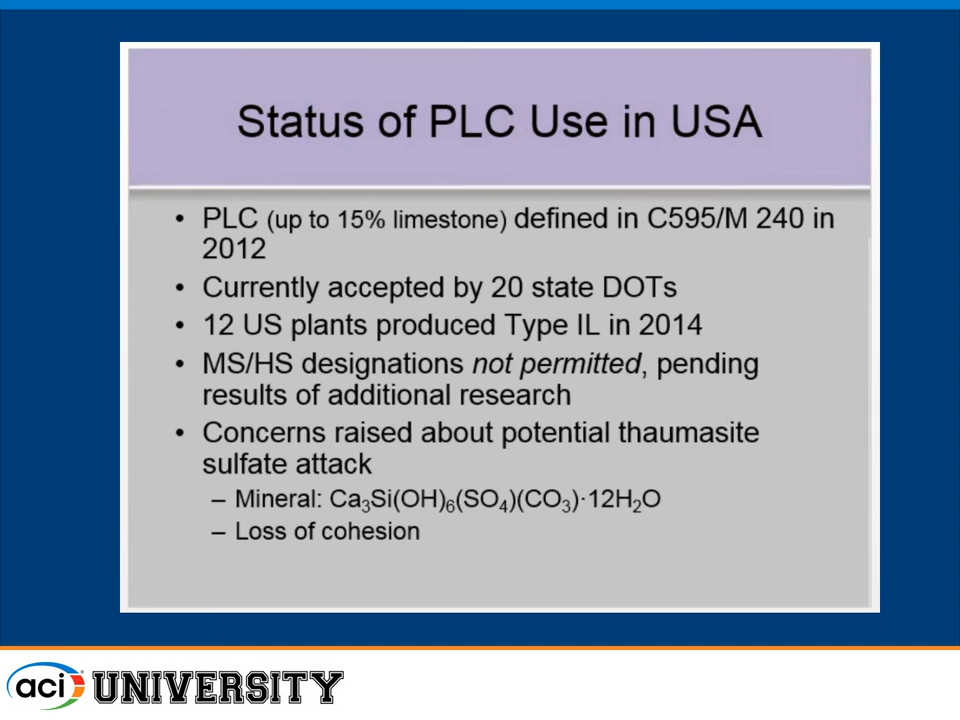 Status of PLC Use in USA
• PLC (up to 15% limestone) defined in C595/M 240 in
2012
• Currently accepted by 20 state DOTs
• 12 US plants produced Type IL in 2014
• MS/HS designations not permitted, pending
results of additional research
• Concerns raised about potential thaumasite
sulfate attack
– Mineral: Ca₃Si(OH)₆(SO₄)(CO₃)·12H₂O
– Loss of cohesion
aci UNIVERSITY